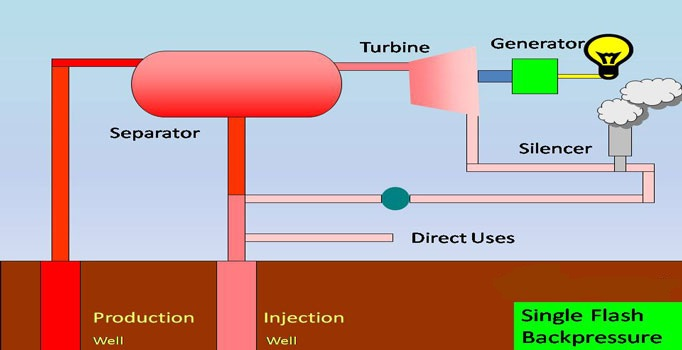 Turbine
Generator
Separator
Silencer
Direct Uses
Production
Well
Injection
Well
Single Flash
Backpressure